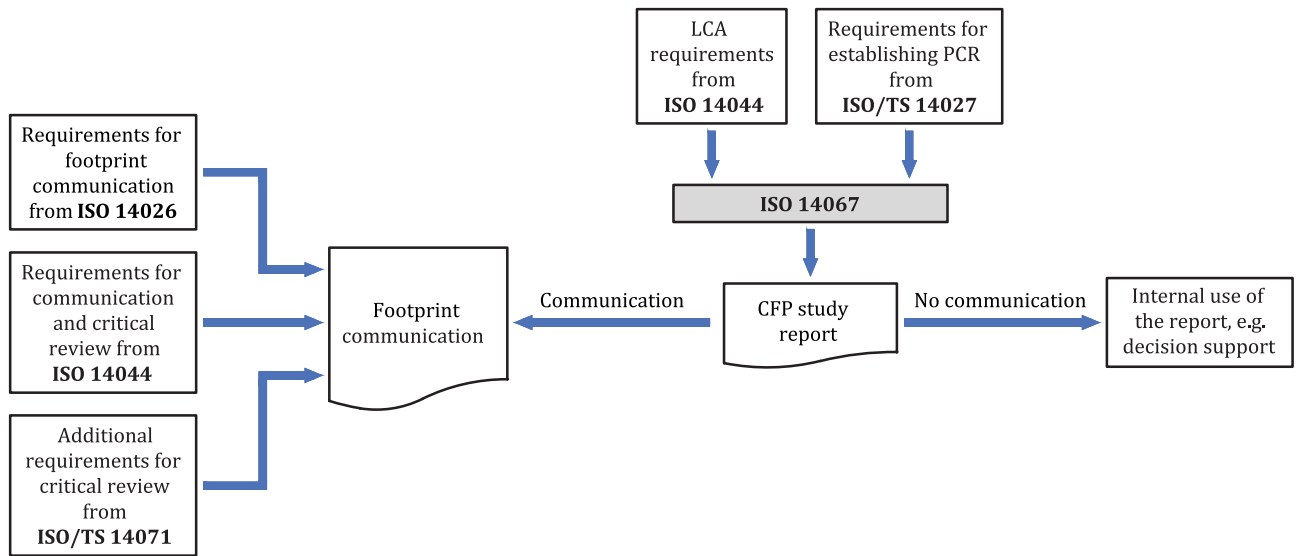 LCA
requirements
from
ISO 14044
Requirements for
establishing PCR
from
ISO/TS 14027
Requirements for
footprint
communication
from ISO 14026
ISO 14067
Requirements for
communication
and critical
review from
ISO 14044
Footprint
communication
Communication
CFP study
report
No communication
Internal use of
the report, e.g.
decision support
Additional
requirements for
critical review
from
ISO/TS 14071